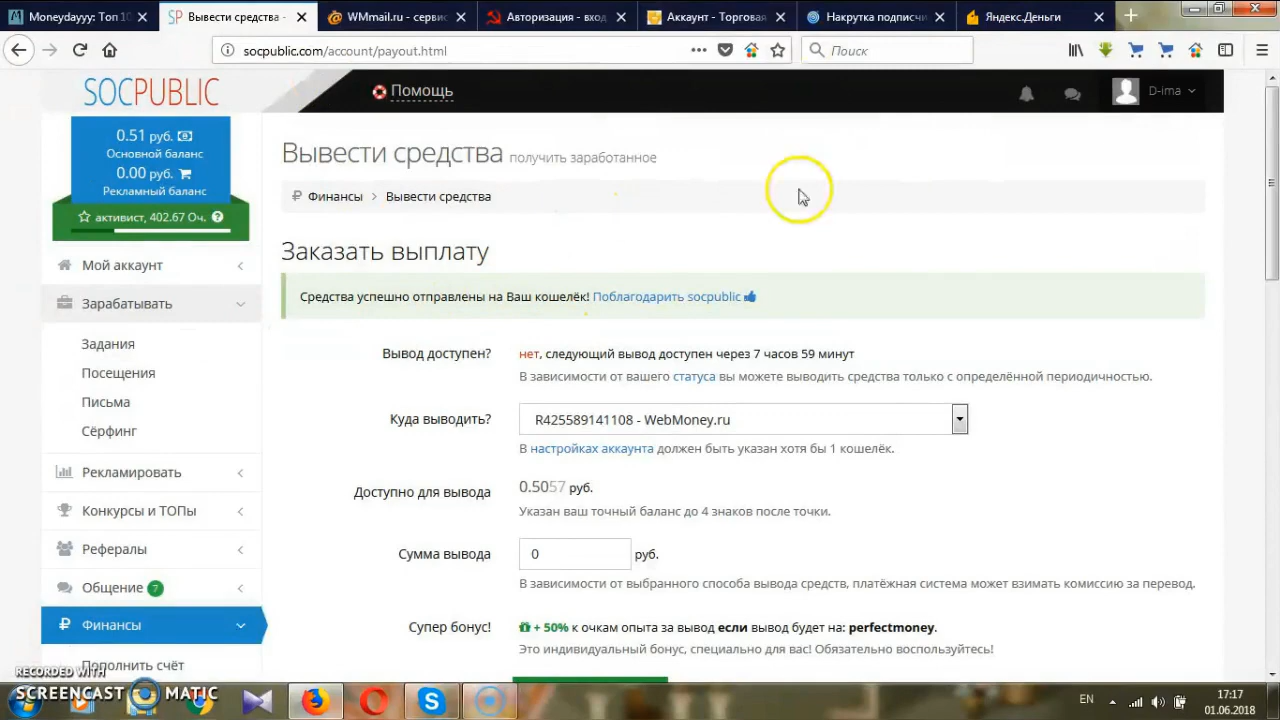 Moneydayyy: Топ 10
Вывести средства -
WMmail.ru - сервис
Авторизация - вход
Аккаунт - Торговая
Накрутка подписчи
Яндекс.Деньги
socpublic.com/account/payout.html
Поиск
SOCPUBLIC
Помощь
D-ima
0.51 руб.
Основной баланс
0.00 руб.
Рекламный баланс
активист, 402.67 Оч.
Вывести средства получить заработанное
Финансы > Вывести средства
Заказать выплату
Средства успешно отправлены на Ваш кошелёк! Поблагодарить socpublic
Мой аккаунт
Зарабатывать
Задания
Посещения
Письма
Сёрфинг
Рекламировать
Конкурсы и ТОПы
Рефералы
Общение 7
Финансы
Пополнить счёт
Вывод доступен? нет, следующий вывод доступен через 7 часов 59 минут
В зависимости от вашего статуса вы можете выводить средства только с определённой периодичностью.
Куда выводить? R425589141108 - WebMoney.ru
В настройках аккаунта должен быть указан хотя бы 1 кошелёк.
Доступно для вывода 0.5057 руб.
Указан ваш точный баланс до 4 знаков после точки.
Сумма вывода 0 руб.
В зависимости от выбранного способа вывода средств, платёжная система может взимать комиссию за перевод.
Супер бонус! + 50% к очкам опыта за вывод если вывод будет на: perfectmoney.
Это индивидуальный бонус, специально для вас! Обязательно воспользуйтесь!
RECORDED WITH
SCREENCAST MATIC
EN
17:17
01.06.2018